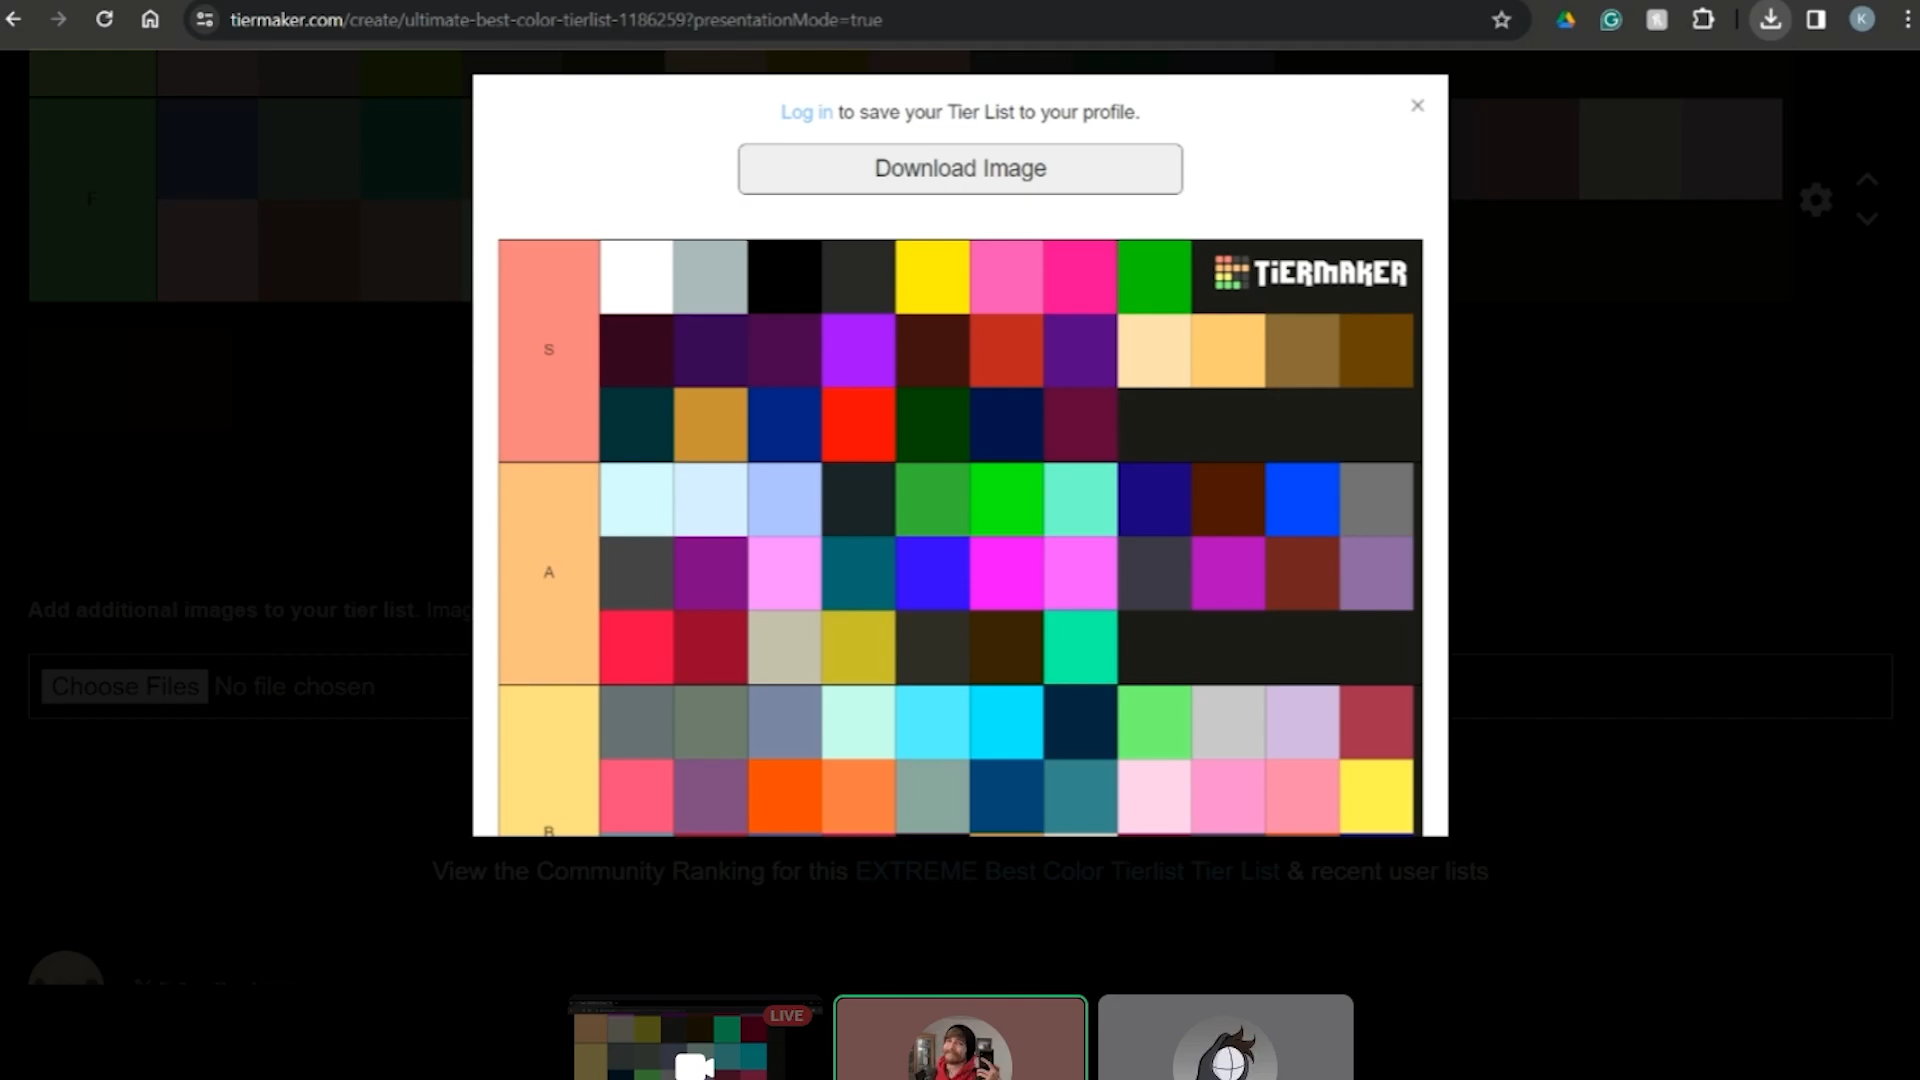 tiermaker.com/create/ultimate-best-color-tierlist-1186259?presentationMode=true
K
Log in to save your Tier List to your profile.
×
Download Image
TiERMAKER
S
F
A
Add additional images to your tier list.
Choose Files No file chosen
B
View the Community Ranking for this EXTREME Best Color Tierlist Tier List & recent user lists
LIVE